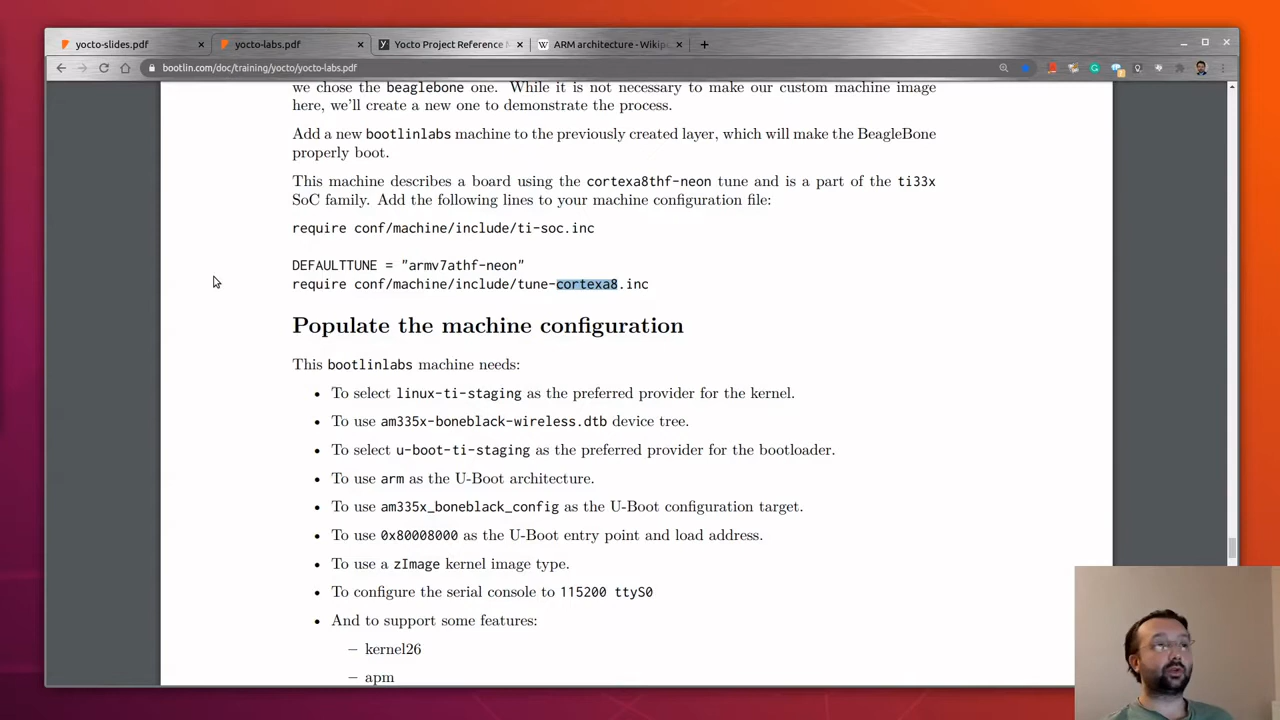 yocto-slides.pdf
yocto-labs.pdf
Yocto Project Reference
ARM architecture - Wikip
bootlin.com/doc/training/yocto/yocto-labs.pdf
we chose the beaglebone one. While it is not necessary to make our custom machine image
here, we'll create a new one to demonstrate the process.
Add a new bootlinlabs machine to the previously created layer, which will make the BeagleBone
properly boot.
This machine describes a board using the cortexa8thf-neon tune and is a part of the ti33x
SoC family. Add the following lines to your machine configuration file:
require conf/machine/include/ti-soc.inc
DEFAULTTUNE = "armv7athf-neon"
require conf/machine/include/tune-cortexa8.inc
Populate the machine configuration
This bootlinlabs machine needs:
• To select linux-ti-staging as the preferred provider for the kernel.
• To use am335x-boneblack-wireless.dtb device tree.
• To select u-boot-ti-staging as the preferred provider for the bootloader.
• To use arm as the U-Boot architecture.
• To use am335x_boneblack_config as the U-Boot configuration target.
• To use 0x80008000 as the U-Boot entry point and load address.
• To use a zImage kernel image type.
• To configure the serial console to 115200 ttyS0
• And to support some features:
– kernel26
– apm